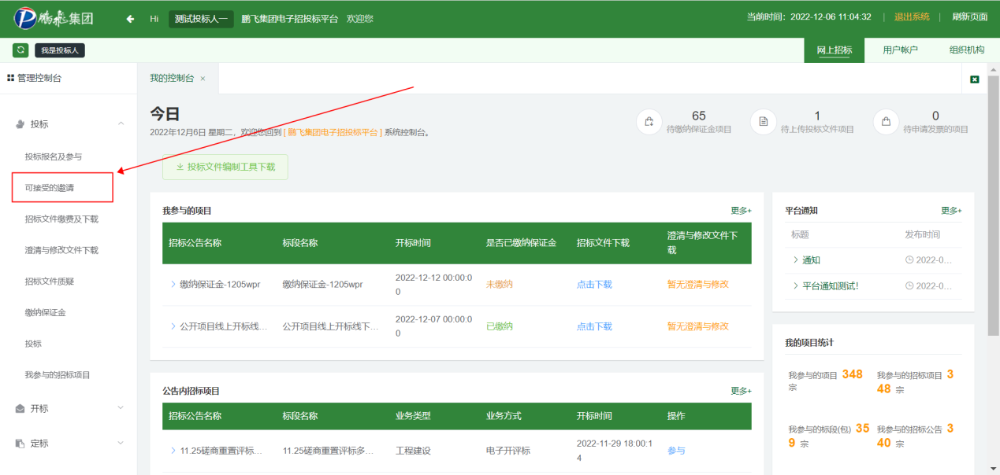 鹏飞集团
Hi 测试投标人一 鹏飞集团电子招投标平台 欢迎您
当前时间：2022-12-06 11:04:32 | 退出系统 | 刷新页面
我是投标人
网上招标 用户帐户 组织机构
管理控制台
我的控制台 ×
投标
投标报名及参与
可接受的邀请
招标文件缴费及下载
澄清与修改文件下载
招标文件质疑
缴纳保证金
投标
我参与的招标项目
开标
定标
今日
2022年12月6日 星期二，欢迎您回到 [ 鹏飞集团电子招投标平台 ] 系统控制台。
65
待缴纳保证金项目
1
待上传投标文件项目
0
待申请发票的项目
投标文件编制工具下载
我参与的项目 更多+
招标公告名称 标段名称 开标时间 是否已缴纳保证金 招标文件下载 澄清与修改文件下
载
缴纳保证金-1205wpr 缴纳保证金-1205wpr 2022-12-12 00:00:0
0
未缴纳 点击下载 暂无澄清与修改
公开项目线上开标线... 公开项目线上开标线下... 2022-12-07 00:00:0
0
已缴纳 点击下载 暂无澄清与修改
公告内招标项目 更多+
招标公告名称 标段名称 业务类型 业务方式 开标时间 操作
11.25磋商重置评标... 11.25磋商重置评标多... 工程建设 电子开评标 2022-11-29 18:00:1
4
参与
平台通知 更多+
标题 发布时间
通知 2022-0...
平台通知测试！ 2022-0...
我的项目统计
我参与的项目 348
宗
我参与的招标项目 3
48 宗
我参与的标段(包) 35
9 宗
我参与的招标公告 3
40 宗